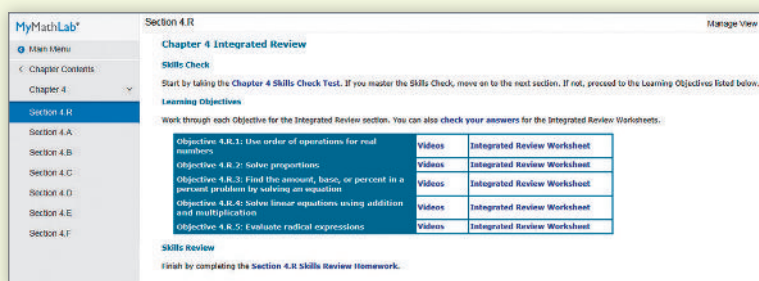 MyMathLab®
Section 4.R
Manage View
Main Menu
Chapter Contents
Chapter 4
Section 4.R
Section 4.A
Section 4.B
Section 4.C
Section 4.D
Section 4.E
Section 4.F
Chapter 4 Integrated Review
Skills Check
Start by taking the Chapter 4 Skills Check Test. If you master the Skills Check, move on to the next section. If not, proceed to the Learning Objectives listed below.
Learning Objectives
Work through each Objective for the Integrated Review section. You can also check your answers for the Integrated Review Worksheets.
Objective 4.R.1: Use order of operations for real
numbers
Videos
Integrated Review Worksheet
Objective 4.R.2: Solve proportions
Videos
Integrated Review Worksheet
Objective 4.R.3: Find the amount, base, or percent in a
percent problem by solving an equation
Videos
Integrated Review Worksheet
Objective 4.R.4: Solve linear equations using addition
and multiplication
Videos
Integrated Review Worksheet
Objective 4.R.5: Evaluate radical expressions
Videos
Integrated Review Worksheet
Skills Review
Finish by completing the Section 4.R Skills Review Homework.